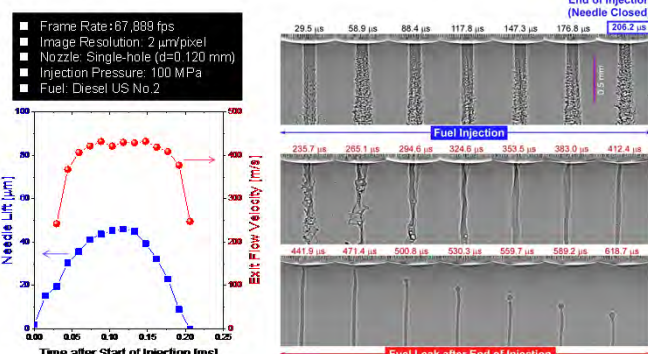 Frame Rate: 67,889 fps
Image Resolution: 2 μm/pixel
Nozzle: Single-hole (d=0.120 mm)
Injection Pressure: 100 MPa
Fuel: Diesel US No.2
Needle Lift [μm]
100
80
60
40
20
0
Exit Flow Velocity [m/s]
500
400
300
200
100
0
0.00 0.05 0.10 0.15 0.20 0.25
Time after Start of Injection [ms]
End of Injection
(Needle Closed)
29.5 μs 58.9 μs 88.4 μs 117.8 μs 147.3 μs 176.8 μs 206.2 μs
0.5 mm
Fuel Injection
235.7 μs 265.1 μs 294.6 μs 324.6 μs 353.5 μs 383.0 μs 412.4 μs
441.9 μs 471.4 μs 500.8 μs 530.3 μs 559.7 μs 589.2 μs 618.7 μs
Fuel Leak after End of Injection